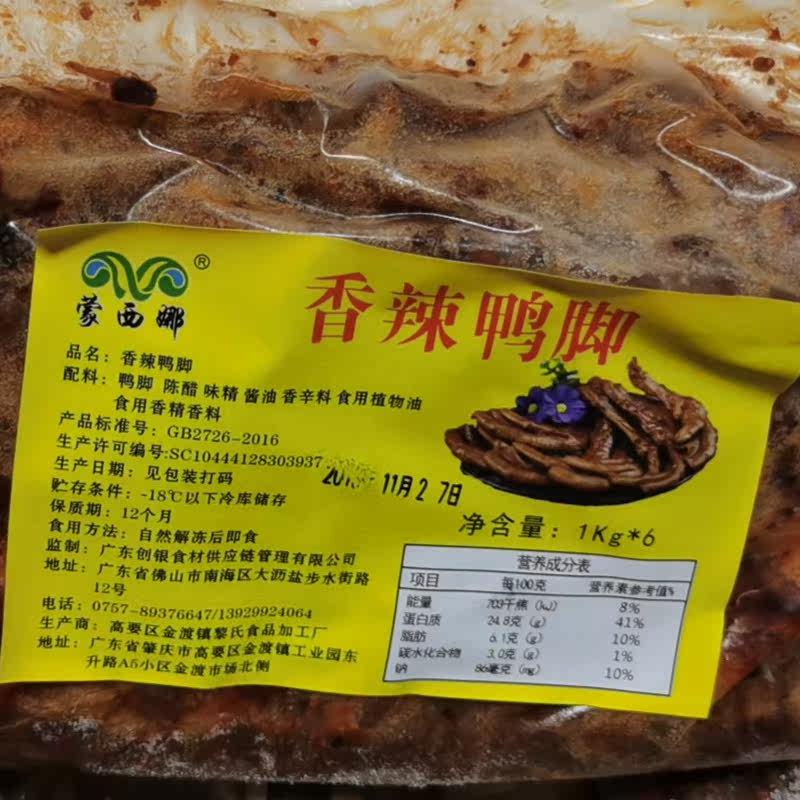 ®
蒙西娜
香辣鸭脚
品名：香辣鸭脚
配料：鸭脚 陈醋 味精 酱油 香辛料 食用植物油
食用香精香料
产品标准号：GB2726-2016
生产许可证编号:SC10444128303937
生产日期：见包装打码
11月27日
贮存条件：-18℃以下冷库储存
保质期：12个月
食用方法：自然解冻后即食
监制：广东创银食材供应链管理有限公司
地址：广东省佛山市南海区大沥盐步水街路
12号
电话：0757-89376647/13929924064
生产商：高要区金渡镇黎氏食品加工厂
地址：广东省肇庆市高要区金渡镇工业园东
升路A5小区金渡市场北侧
净含量：1Kg*6
营养成分表
项目 每100克 营养素参考值%
能量 703千焦（kJ） 8%
蛋白质 24.8克（g） 41%
脂肪 6.1克（g） 10%
碳水化合物 3.0克（g） 1%
钠 毫克（mg） 10%